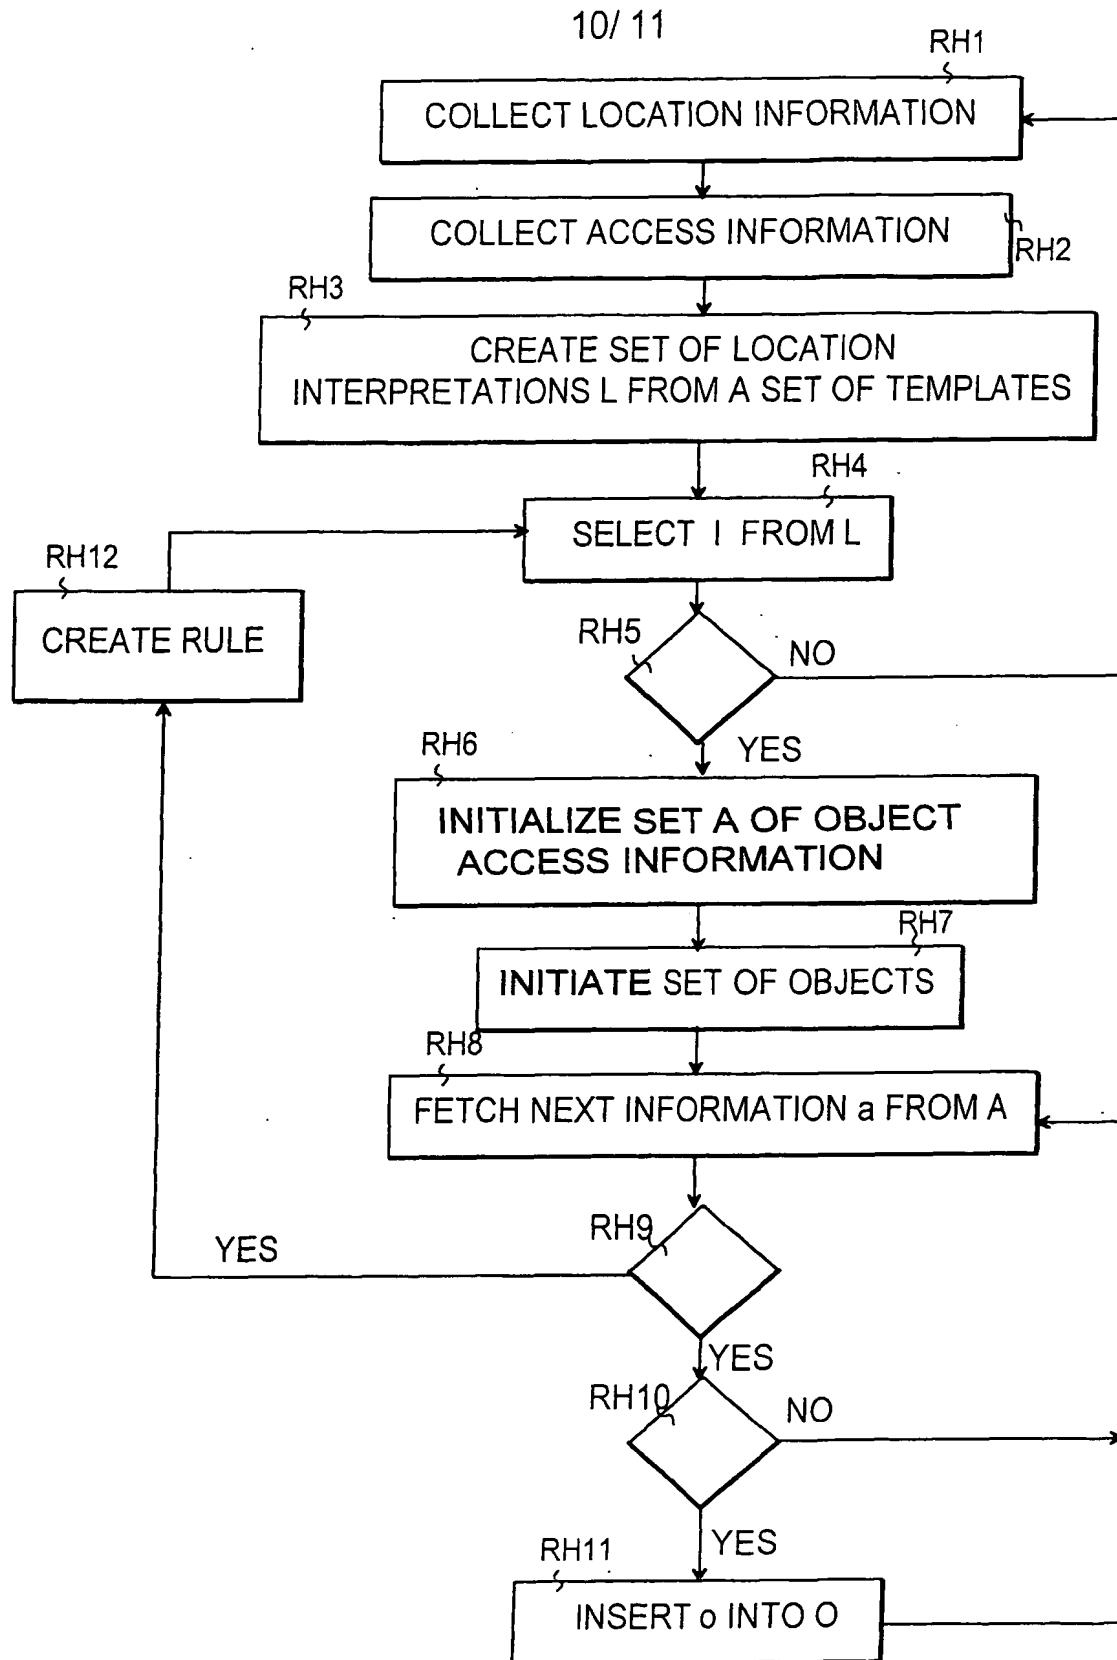 10/ 11
RH1
COLLECT LOCATION INFORMATION
COLLECT ACCESS INFORMATION
RH2
RH3
CREATE SET OF LOCATION
INTERPRETATIONS L FROM A SET OF TEMPLATES
RH4
SELECT l FROM L
RH12
CREATE RULE
RH5
NO
YES
RH6
INITIALIZE SET A OF OBJECT
ACCESS INFORMATION
RH7
INITIATE SET OF OBJECTS
RH8
FETCH NEXT INFORMATION a FROM A
RH9
YES
YES
RH10
NO
YES
RH11
INSERT o INTO O